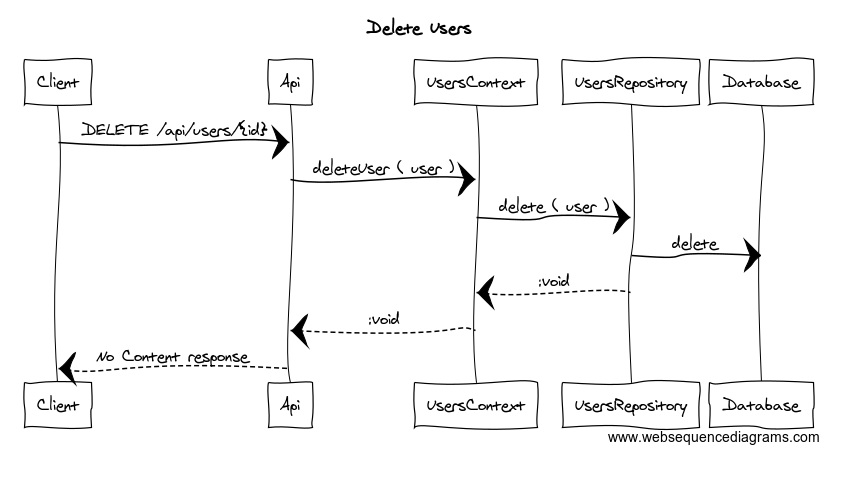 Delete Users
Client
Api
UsersContext
UsersRepository
Database
DELETE /api/users/{id}
deleteUser ( user )
delete ( user )
delete
:void
:void
No Content response
Client
Api
UsersContext
UsersRepository
Database
www.websequencediagrams.com